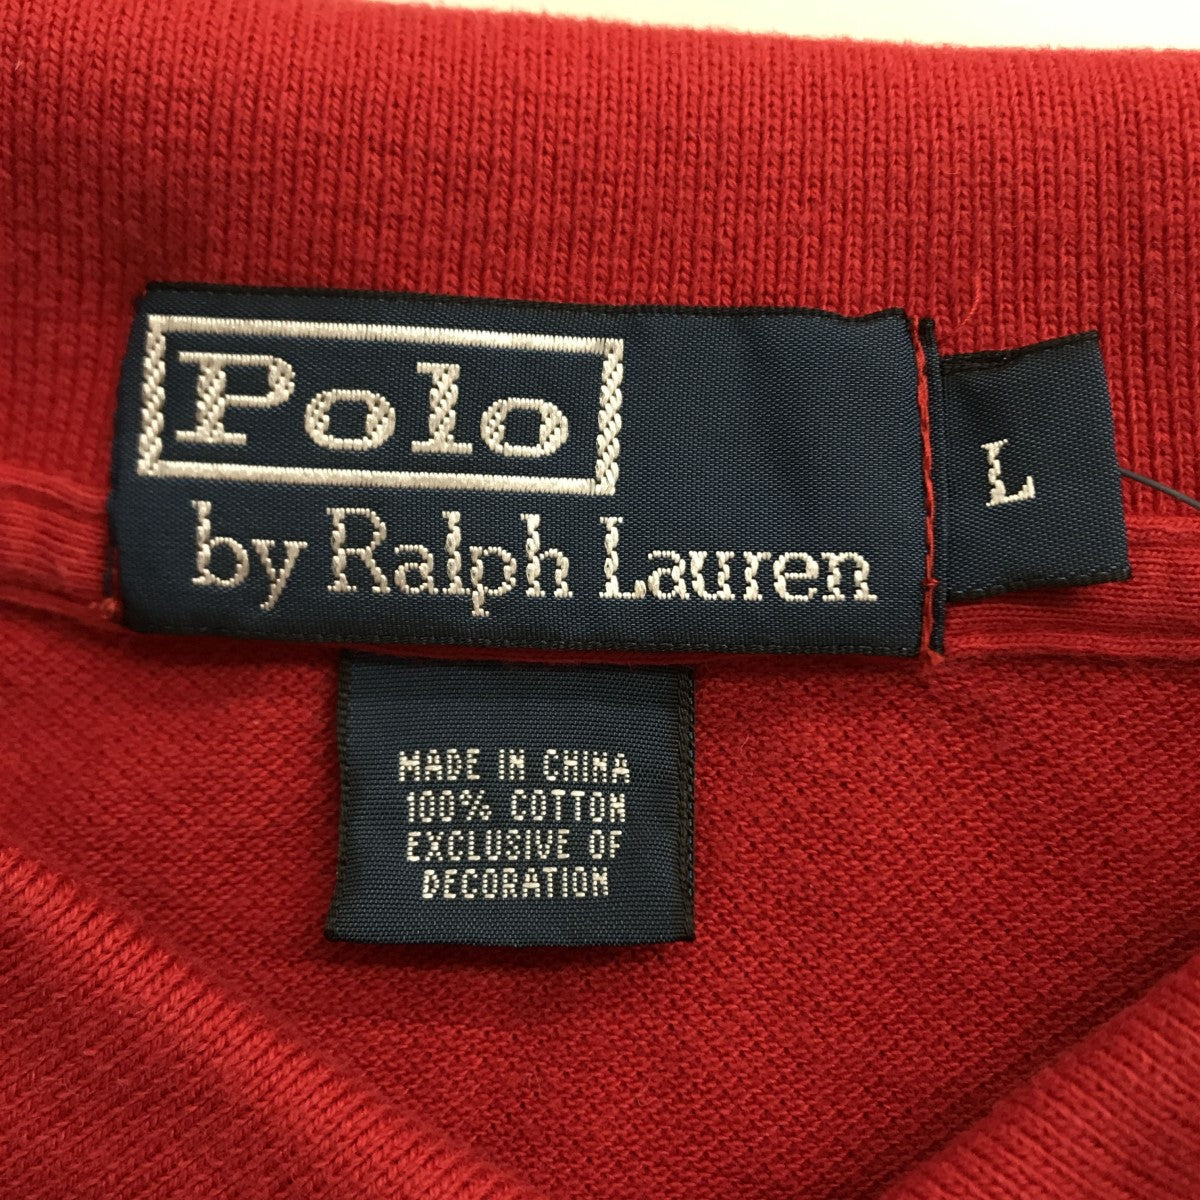 Polo
by Ralph Lauren
L
MADE IN CHINA
100% COTTON
EXCLUSIVE OF
DECORATION